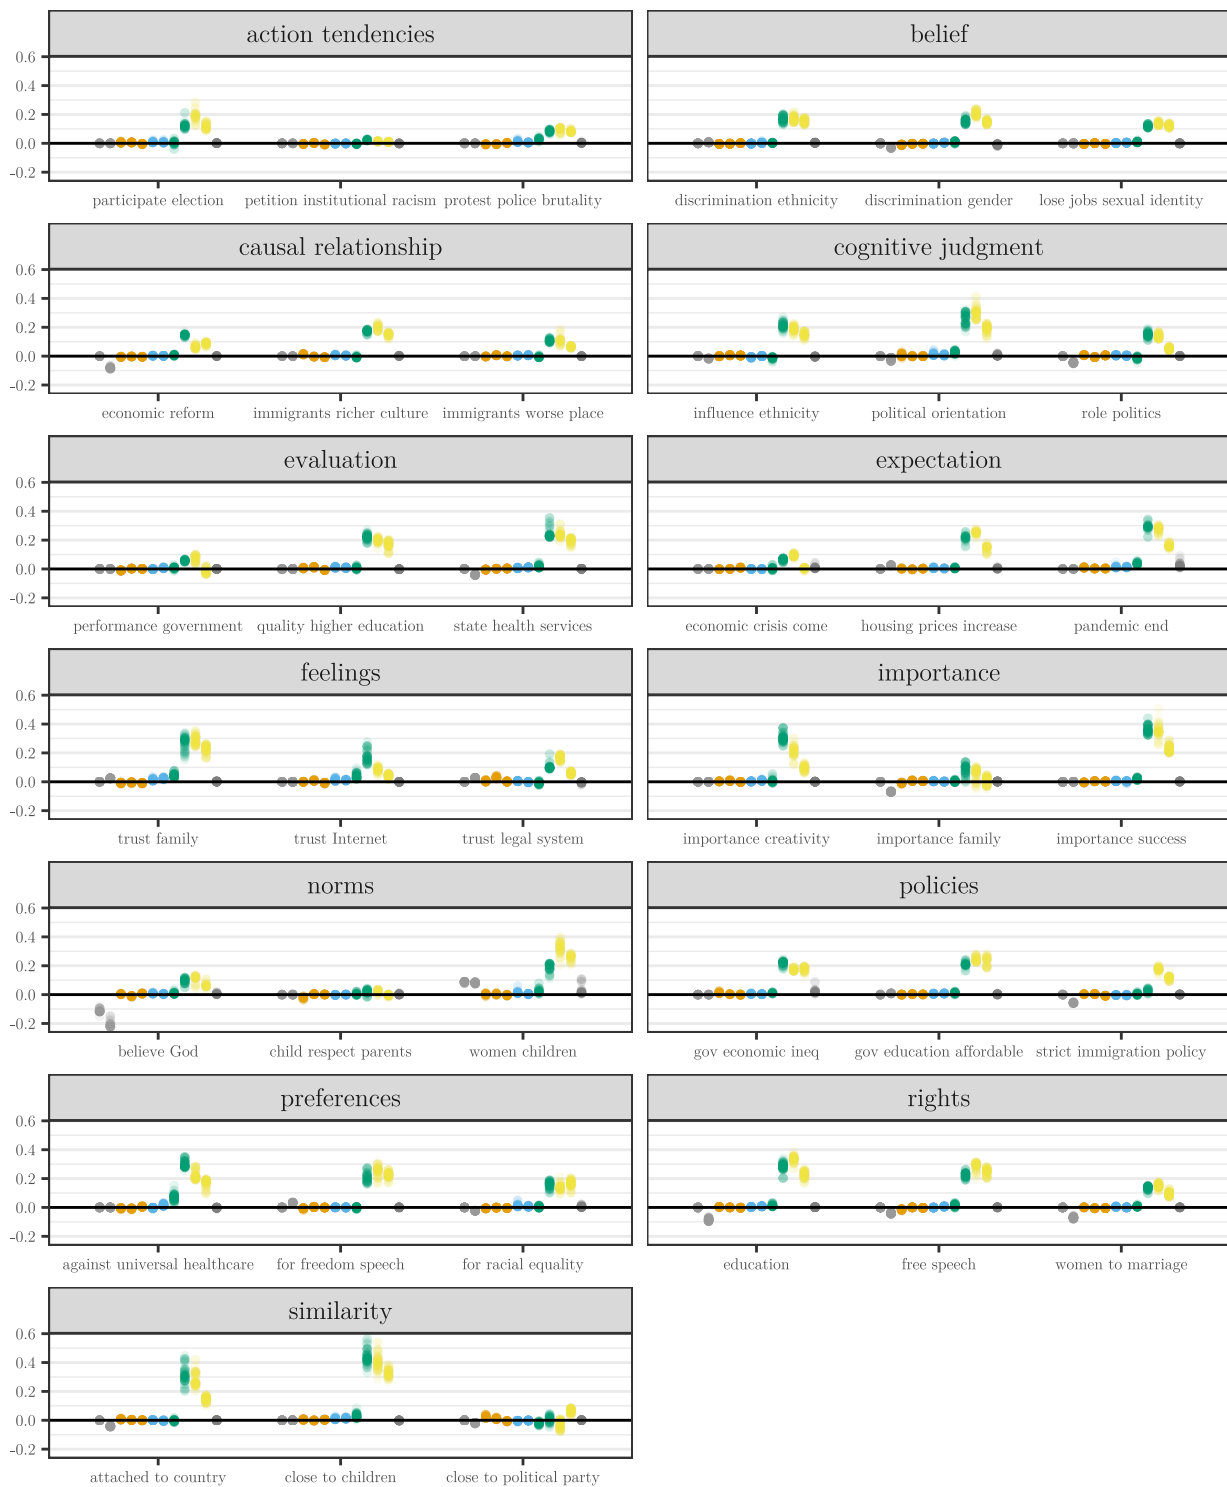 action tendencies belief
0.6
0.4
0.2
0.0
-0.2
participate election petition institutional racism protest police brutality discrimination ethnicity discrimination gender lose jobs sexual identity
causal relationship cognitive judgment
0.6
0.4
0.2
0.0
-0.2
economic reform immigrants richer culture immigrants worse place influence ethnicity political orientation role politics
evaluation expectation
0.6
0.4
0.2
0.0
-0.2
performance government quality higher education state health services economic crisis come housing prices increase pandemic end
feelings importance
0.6
0.4
0.2
0.0
-0.2
trust family trust Internet trust legal system importance creativity importance family importance success
norms policies
0.6
0.4
0.2
0.0
-0.2
believe God child respect parents women children gov economic ineq gov education affordable strict immigration policy
preferences rights
0.6
0.4
0.2
0.0
-0.2
against universal healthcare for freedom speech for racial equality education free speech women to marriage
similarity
0.6
0.4
0.2
0.0
-0.2
attached to country close to children close to political party